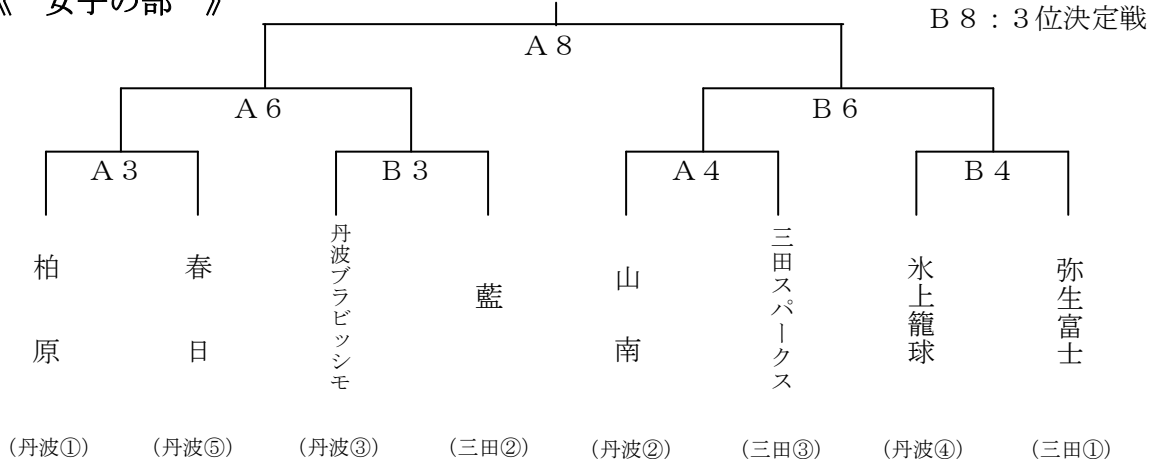 《 女子の部 》
B８：３位決定戦
A８
A６
B６
A３
B３
A４
B４
柏原
春日
丹波ブラビッシモ
藍
山南
三田スパークス
氷上籠球
弥生富士
(丹波①)
(丹波⑤)
(丹波③)
(三田②)
(丹波②)
(三田③)
(丹波④)
(三田①)